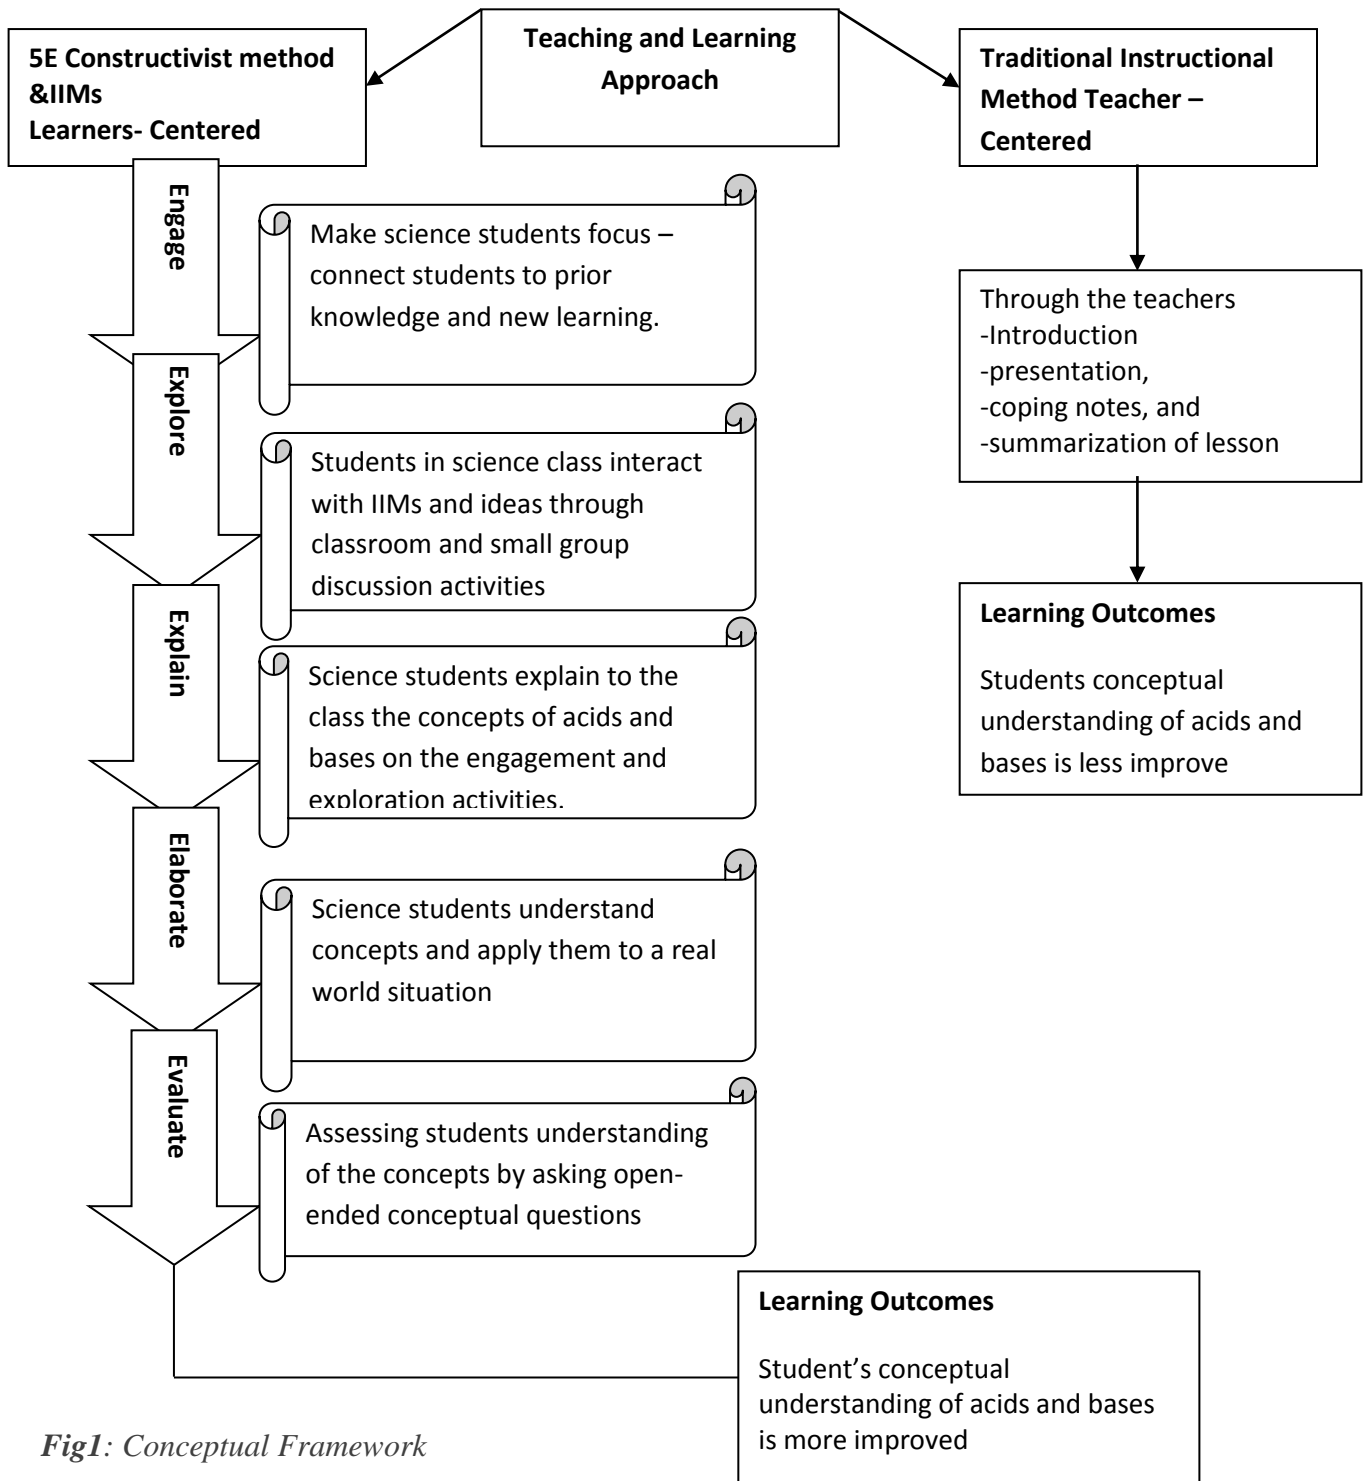 Teaching and Learning
Approach
5E Constructivist method
&IIMs
Learners- Centered
Traditional Instructional
Method Teacher –
Centered
Engage
Make science students focus –
connect students to prior
knowledge and new learning.
Explore
Students in science class interact
with IIMs and ideas through
classroom and small group
discussion activities
Explain
Science students explain to the
class the concepts of acids and
bases on the engagement and
exploration activities.
Elaborate
Science students understand
concepts and apply them to a real
world situation
Evaluate
Assessing students understanding
of the concepts by asking open-
ended conceptual questions
Learning Outcomes
Student’s conceptual
understanding of acids and bases
is more improved
Through the teachers
-Introduction
-presentation,
-coping notes, and
-summarization of lesson
Learning Outcomes
Students conceptual
understanding of acids and
bases is less improve
Fig1: Conceptual Framework